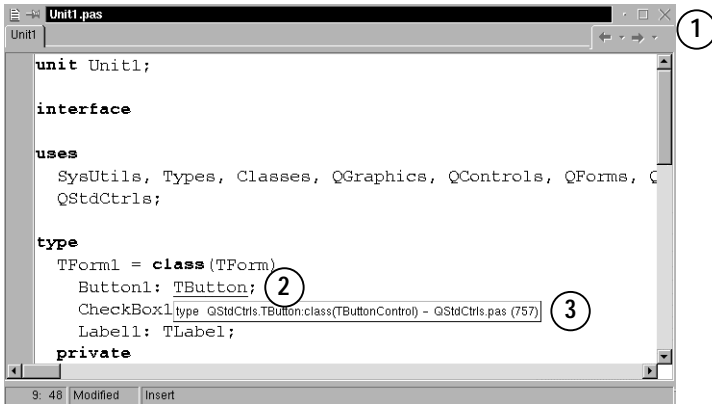 Unit1.pas
1
Unit1
unit Unit1;
interface
uses
SysUtils, Types, Classes, QGraphics, QControls, QForms,
QStdCtrls;
type
TForm1 = class(TForm)
Button1: TButton; 2
CheckBox1
type QStdCtrls.TButton:class(TButtonControl) – QStdCtrls.pas (757) 3
Label1: TLabel;
private
9: 48 Modified Insert